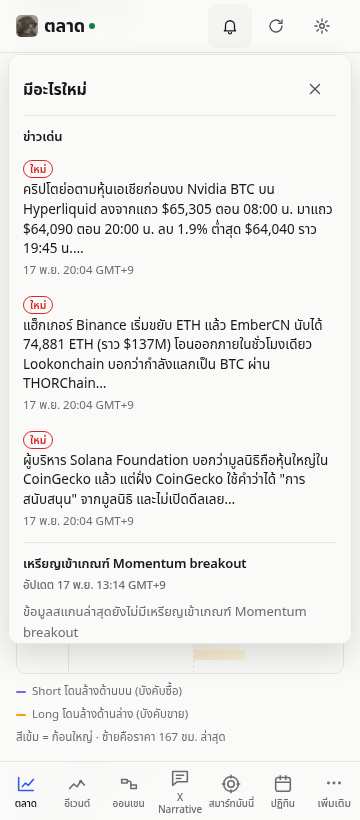 ตลาด
มีอะไรใหม่
ข่าวเด่น
ใหม่
คริปโตย่อตามหุ้นเอเชียก่อนงบ Nvidia BTC บน
Hyperliquid ลงจากแถว $65,305 ตอน 08:00 น. มาแถว
$64,090 ตอน 20:00 น. ลบ 1.9% ต่ำสุด $64,040 ราว
19:45 น....
17 พ.ย. 20:04 GMT+9
ใหม่
แฮ็กเกอร์ Binance เริ่มขยับ ETH แล้ว EmberCN นับได้
74,881 ETH (ราว $137M) โอนออกภายในชั่วโมงเดียว
Lookonchain บอกว่ากำลังแลกเป็น BTC ผ่าน
THORChain...
17 พ.ย. 20:04 GMT+9
ใหม่
ผู้บริหาร Solana Foundation บอกว่ามูลนิธิถือหุ้นใหญ่ใน
CoinGecko แล้ว แต่ฝั่ง CoinGecko ใช้คำว่าได้ "การ
สนับสนุน" จากมูลนิธิ และไม่เปิดดีลเลย...
17 พ.ย. 20:04 GMT+9
เหรียญเข้าเกณฑ์ Momentum breakout
อัปเดต 17 พ.ย. 13:14 GMT+9
ข้อมูลสแกนล่าสุดยังไม่มีเหรียญเข้าเกณฑ์ Momentum
breakout
Short โดนล้างด้านบน (บังคับซื้อ)
Long โดนล้างด้านล่าง (บังคับขาย)
สีเข้ม = ก้อนใหญ่ · ซ้ายคือราคา 167 ชม. ล่าสุด
ตลาด
อีเวนต์
ออนเชน
X
Narrative
สมาร์ทมันนี่
ปฏิทิน
เพิ่มเติม